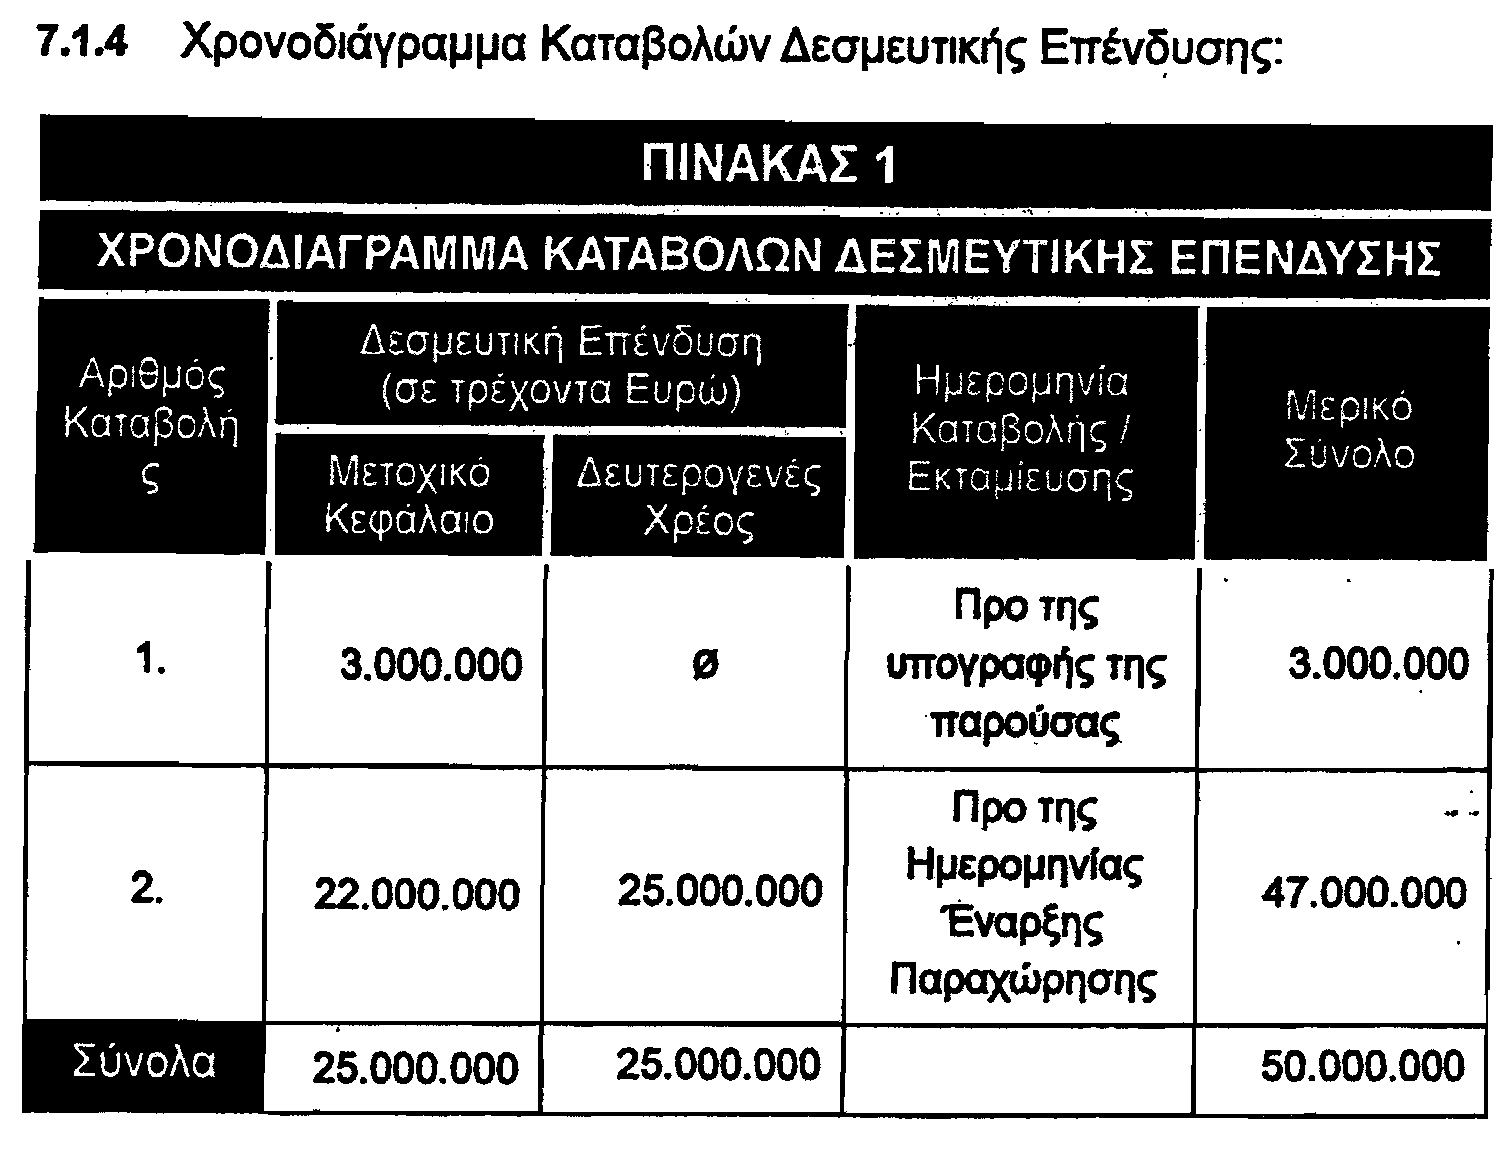 7.1.4 Χρονοδιάγραμμα Καταβολών Δεσμευτικής Επένδυσης:
ΠΙΝΑΚΑΣ 1
ΧΡΟΝΟΔΙΑΓΡΑΜΜΑ ΚΑΤΑΒΟΛΩΝ ΔΕΣΜΕΥΤΙΚΗΣ ΕΠΕΝΔΥΣΗΣ
Αριθμός
Καταβολή
ς
Δεσμευτική Επένδυση
(σε τρέχοντα Ευρώ)
Μετοχικό
Κεφάλαιο
Δευτερογενές
Χρέος
Ημερομηνία
Καταβολής /
Εκταμίευσης
Μερικό
Σύνολο
1.
3.000.000
Ø
Προ της
υπογραφής της
παρούσας
3.000.000
2.
22.000.000
25.000.000
Προ της
Ημερομηνίας
Έναρξης
Παραχώρησης
47.000.000
Σύνολα
25.000.000
25.000.000
50.000.000